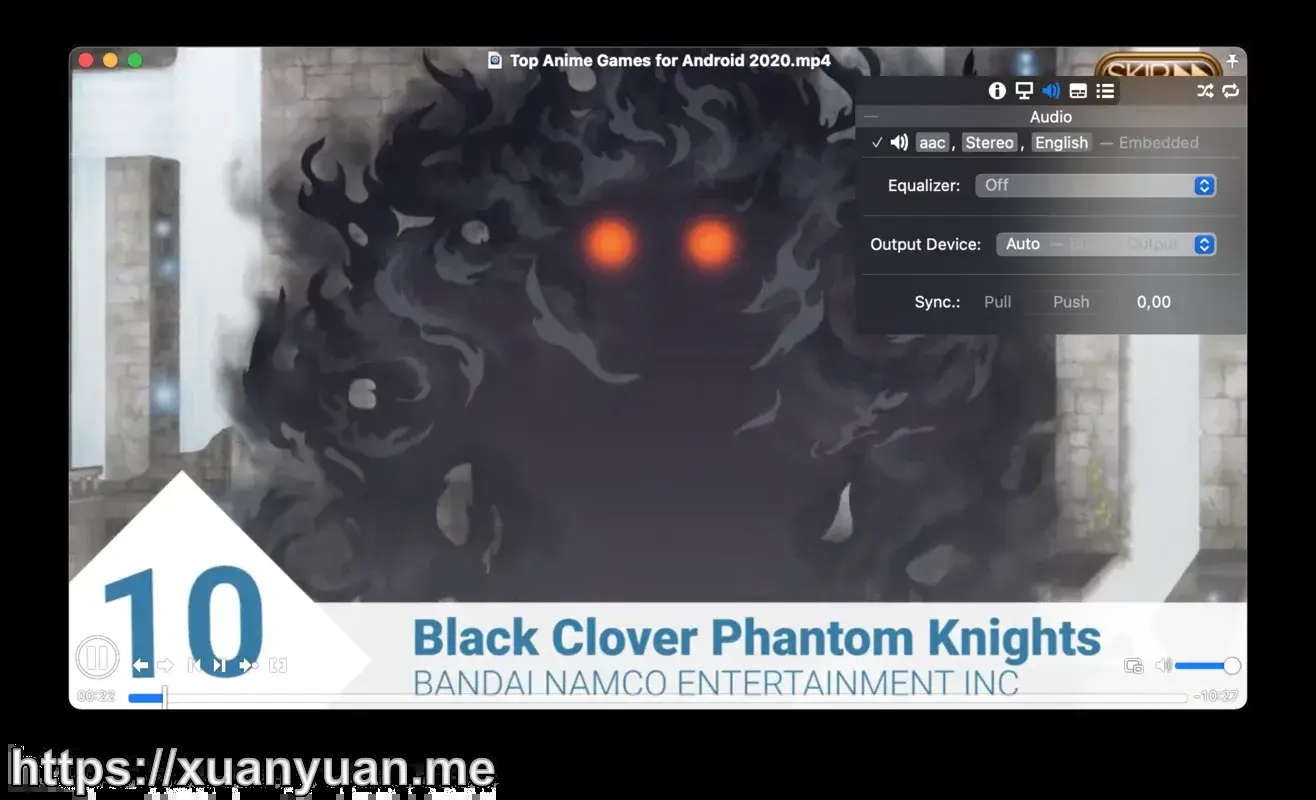 Top Anime Games for Android 2020.mp4
SKIP
Audio
✓ aac , Stereo , English — Embedded
Equalizer: Off
Output Device: Auto — Output
Sync.: Pull Push 0,00
10
Black Clover Phantom Knights
BANDAI NAMCO ENTERTAINMENT INC
00:22
-10:27
https://xuanyuan.me